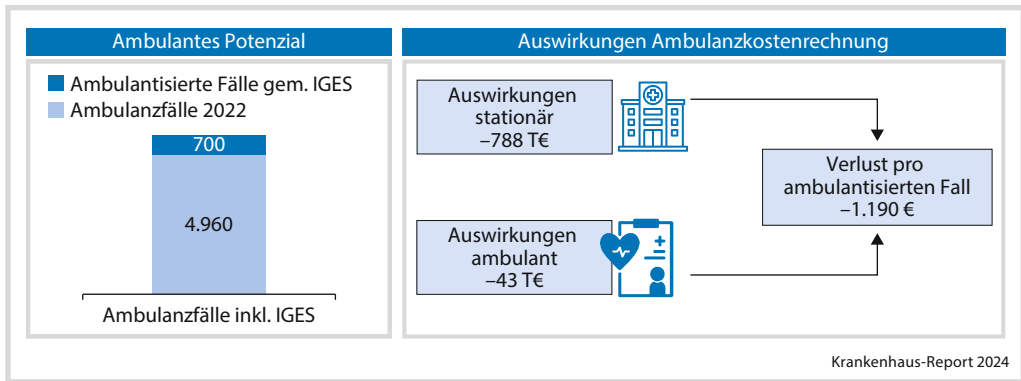 Ambulantes Potenzial
Ambulantisierte Fälle gem. IGES
Ambulanzfälle 2022
700
4.960
Ambulanzfälle inkl. IGES
Auswirkungen Ambulanzkostenrechnung
Auswirkungen
stationär
–788 T€
Auswirkungen
ambulant
–43 T€
Verlust pro
ambulantisierten Fall
–1.190 €
Krankenhaus-Report 2024